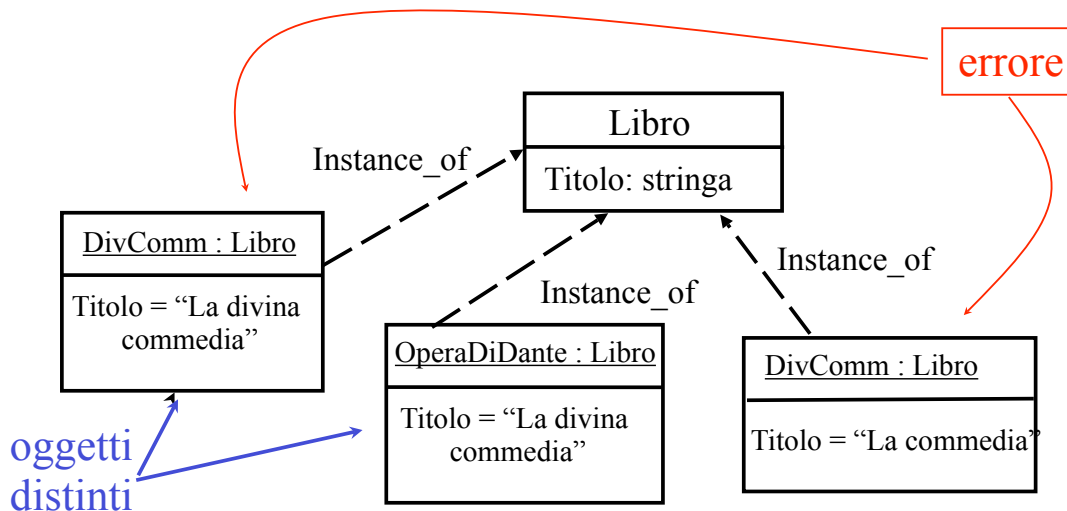 errore
Libro
Titolo: stringa
Instance_of
Instance_of
Instance_of
DivComm : Libro
Titolo = “La divina
commedia”
OperaDiDante : Libro
Titolo = “La divina
commedia”
DivComm : Libro
Titolo = “La commedia”
oggetti
distinti